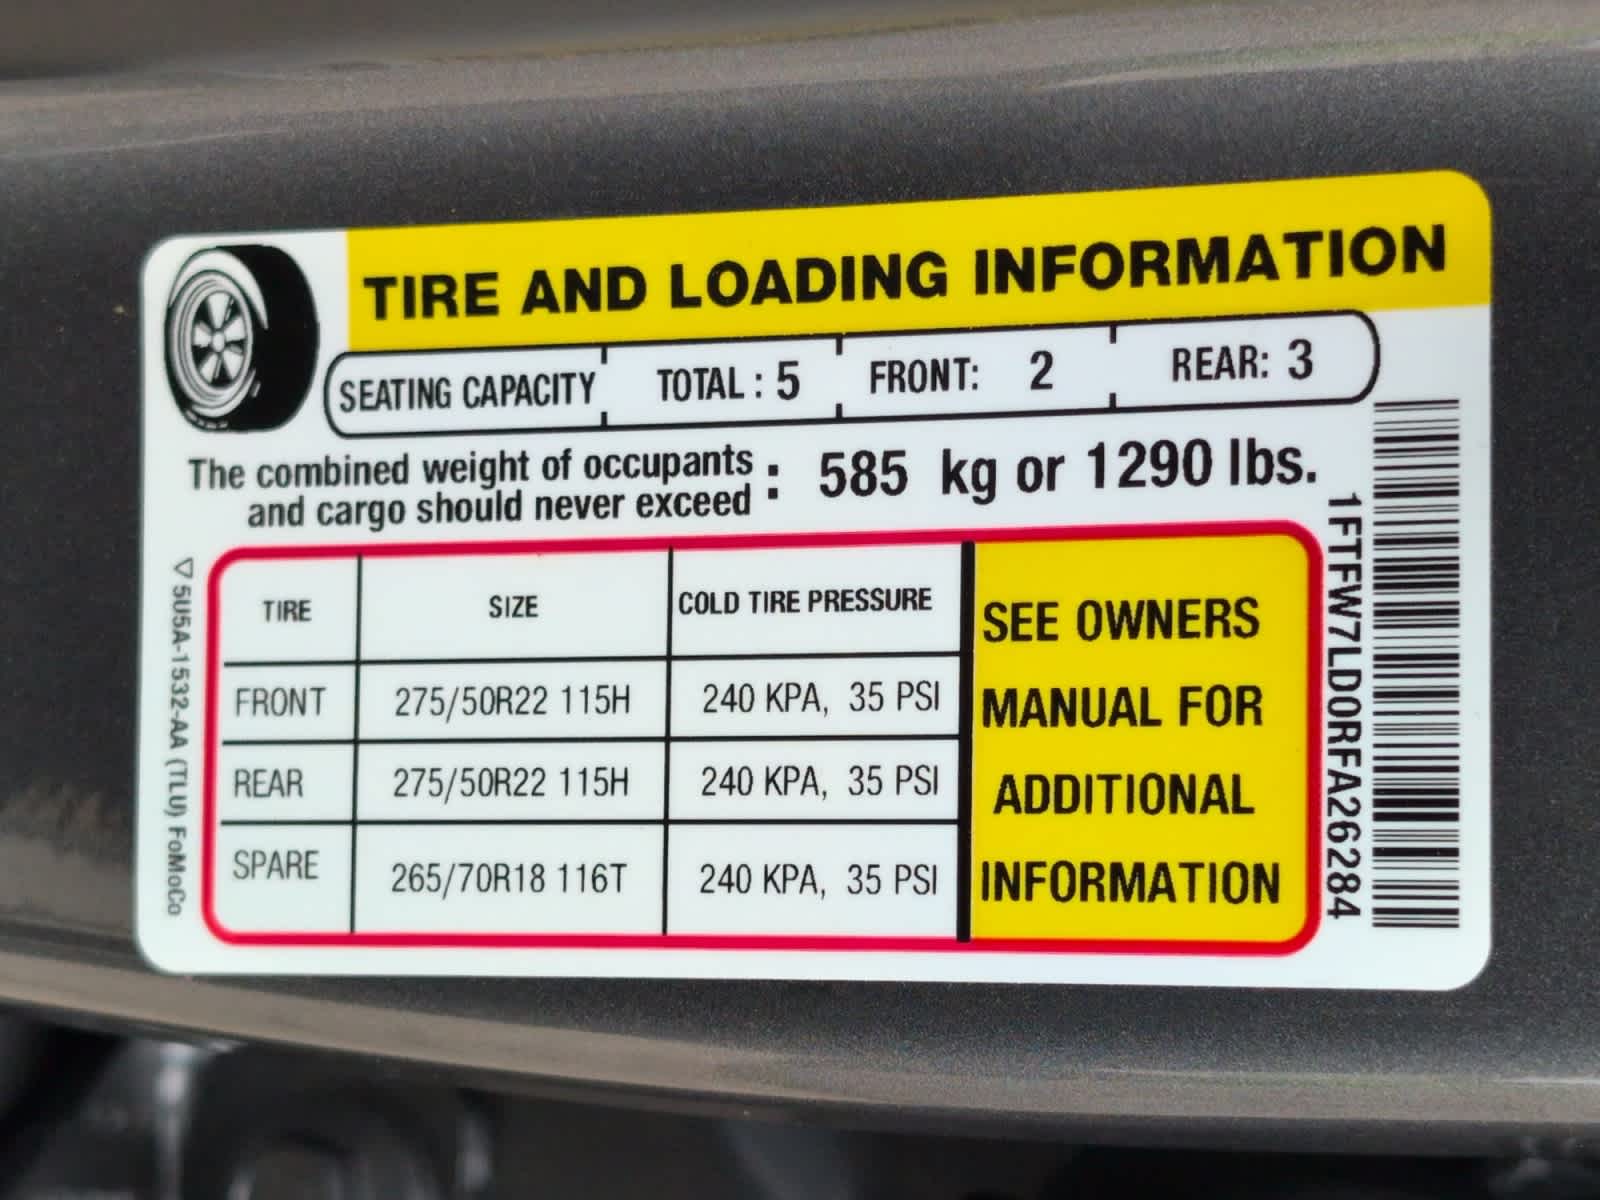 TIRE AND LOADING INFORMATION
SEATING CAPACITY TOTAL : 5 FRONT: 2 REAR: 3
The combined weight of occupants
and cargo should never exceed : 585 kg or 1290 lbs.
TIRE SIZE COLD TIRE PRESSURE
FRONT 275/50R22 115H 240 KPA, 35 PSI
REAR 275/50R22 115H 240 KPA, 35 PSI
SPARE 265/70R18 116T 240 KPA, 35 PSI
SEE OWNERS
MANUAL FOR
ADDITIONAL
INFORMATION
1FTFW7LD0RFA26284
▽5U5A-1532-AA (TLU) FoMoCo